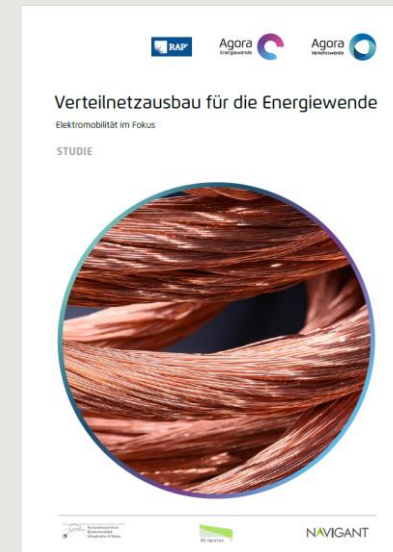 RAP
Agora
Energiewende
Agora
Verkehrswende
Verteilnetzausbau für die Energiewende
Elektromobilität im Fokus
STUDIE
NAVIGANT